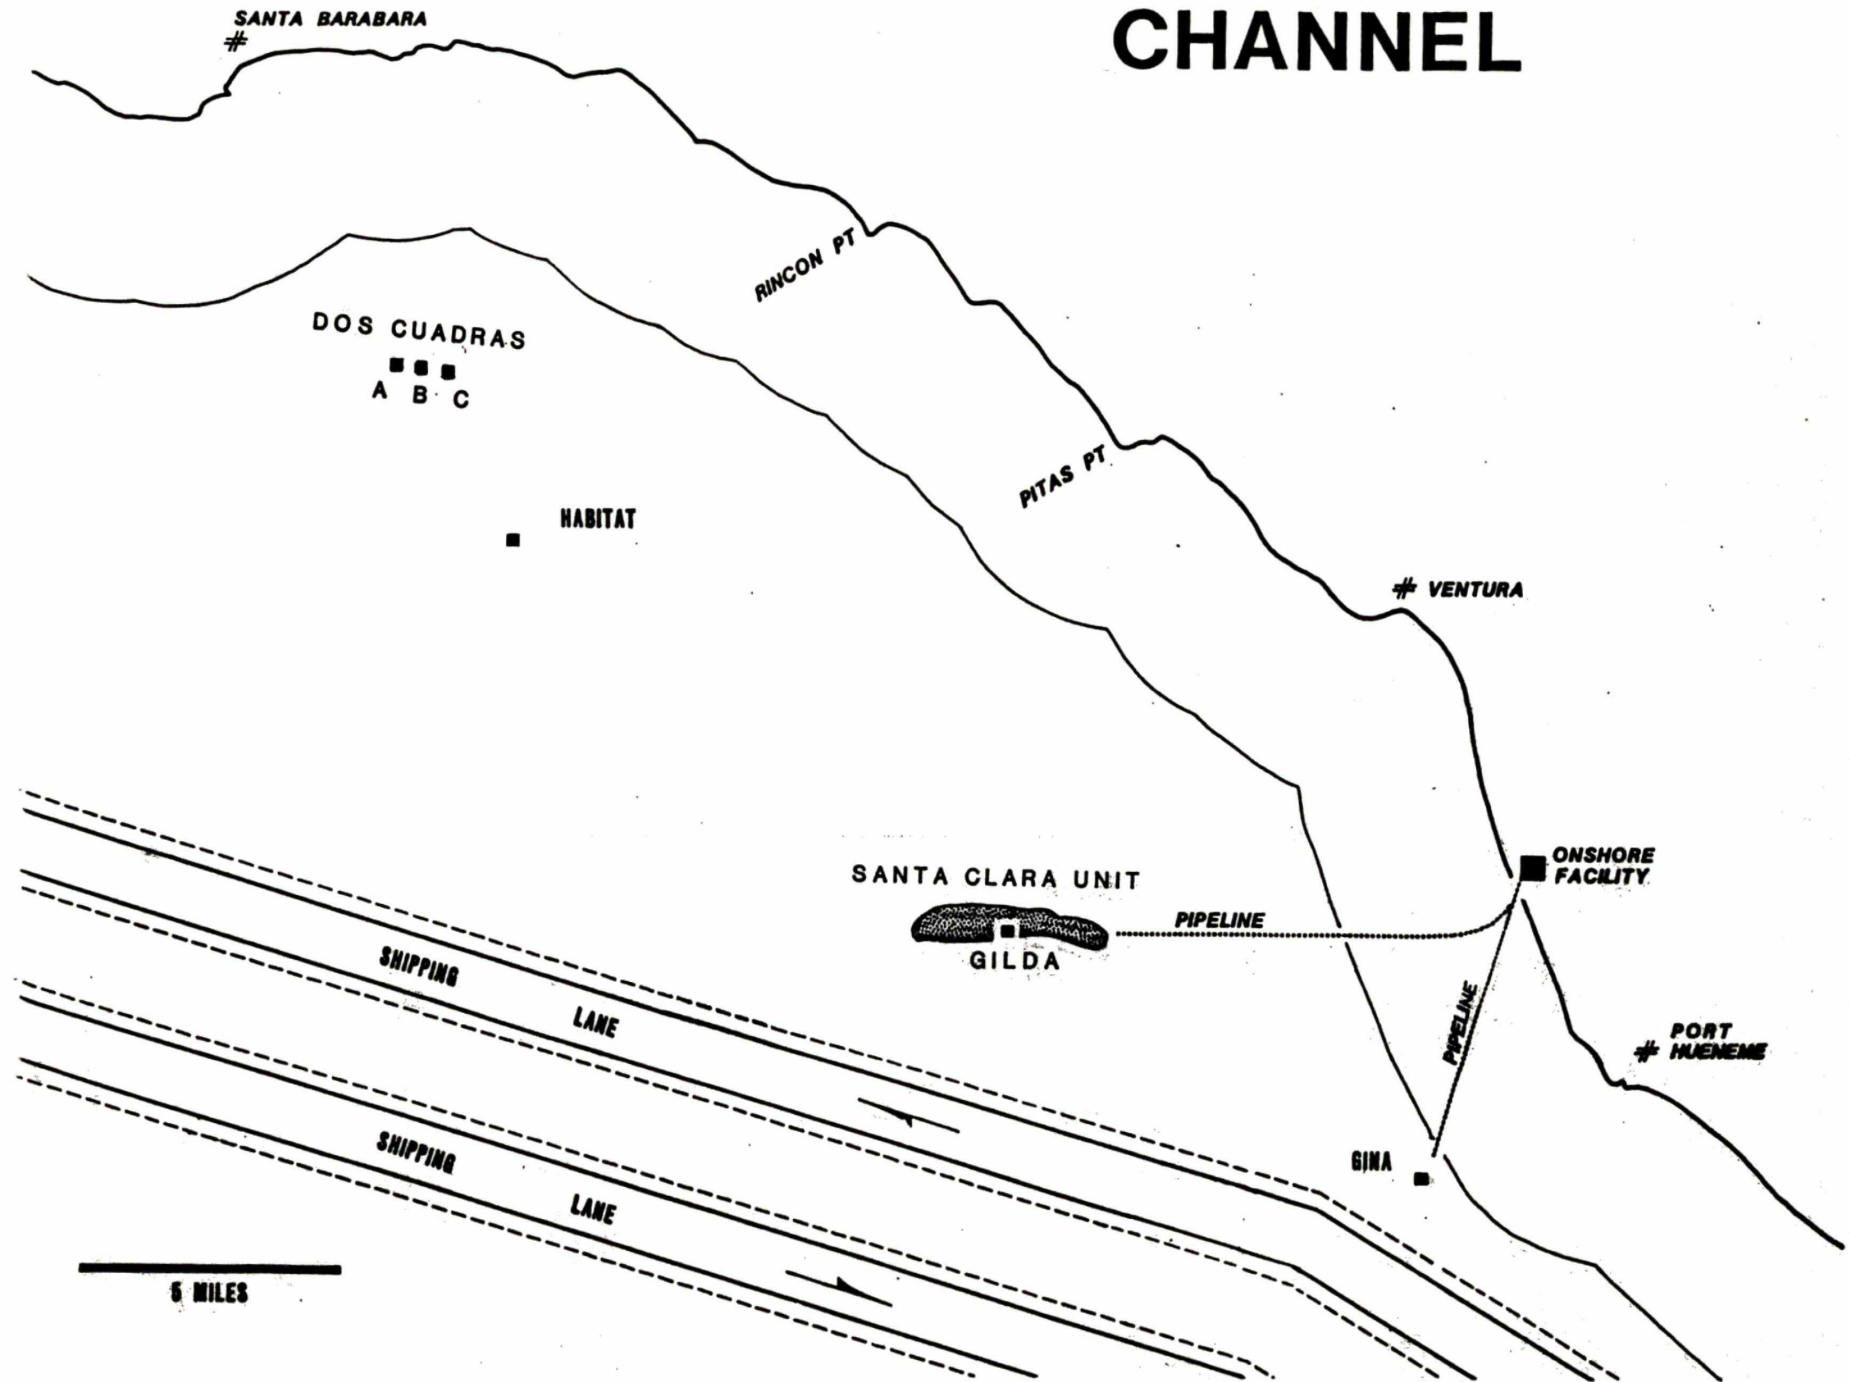 CHANNEL
SANTA BARABARA
#
RINCON PT
DOS CUADRAS
A B C
PITAS PT
HABITAT
# VENTURA
ONSHORE
FACILITY
SANTA CLARA UNIT
PIPELINE
GILDA
SHIPPING
LANE
PIPELINE
PORT
# HUENEME
SHIPPING
LANE
GINA
5 MILES